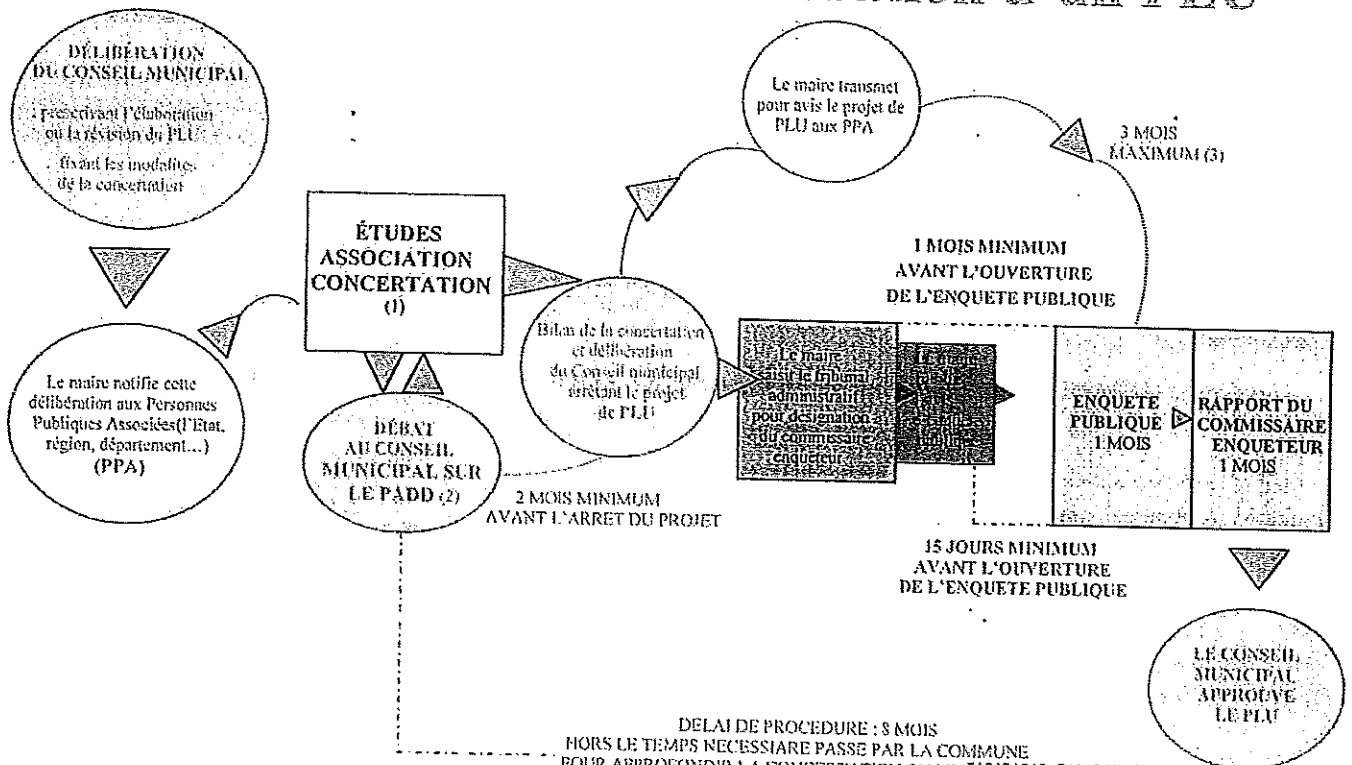 PLU
DÉLIBÉRATION
DU CONSEIL MUNICIPAL
prescrivant l'élaboration
ou la révision du PLU
fixant les modalités
de la concertation
Le maire notifie cette
délibération aux Personnes
Publiques Associées(l'Etat,
région, département...)
(PPA)
ÉTUDES
ASSOCIATION
CONCERTATION
(1)
DÉBAT
AU CONSEIL
MUNICIPAL SUR
LE PADD (2)
2 MOIS MINIMUM
AVANT L'ARRET DU PROJET
Bilan de la concertation
et délibération
du Conseil municipal
arrêtant le projet
de PLU
Le maire transmet
pour avis le projet de
PLU aux PPA
3 MOIS
MAXIMUM (3)
Le maire
saisit le tribunal
administratif
pour désignation
du commissaire
enquêteur
1 MOIS MINIMUM
AVANT L'OUVERTURE
DE L'ENQUETE PUBLIQUE
ENQUETE
PUBLIQUE
1 MOIS
RAPPORT DU
COMMISSAIRE
ENQUETEUR
1 MOIS
15 JOURS MINIMUM
AVANT L'OUVERTURE
DE L'ENQUETE PUBLIQUE
LE CONSEIL
MUNICIPAL
APPROUVE
LE PLU
DELAI DE PROCEDURE : 8 MOIS
HORS LE TEMPS NECESSIARE PASSE PAR LA COMMUNE
POUR APPROFONDIR LA CONCERTATION